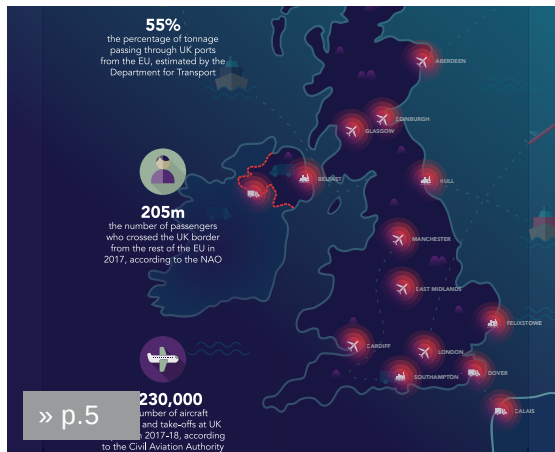 55%
the percentage of tonnage
passing through UK ports
from the EU, estimated by the
Department for Transport
ABERDEEN
EDINBURGH
GLASGOW
BELFAST
HULL
205m
the number of passengers
who crossed the UK border
from the rest of the EU in
2017, according to the NAO
MANCHESTER
EAST MIDLANDS
FELIXSTOWE
CARDIFF
LONDON
SOUTHAMPTON
DOVER
CALAIS
230,000
umber of aircraft
and take-offs at UK
n 2017-18, according
to the Civil Aviation Authority
» p.5